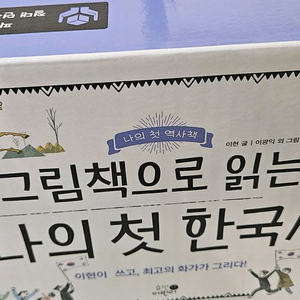 나의 첫 역사책
이현 글 | 이광익 외 그림
그림책으로 읽는
나의 첫 한국사
이현이 쓰고, 최고의 화가가 그리다!